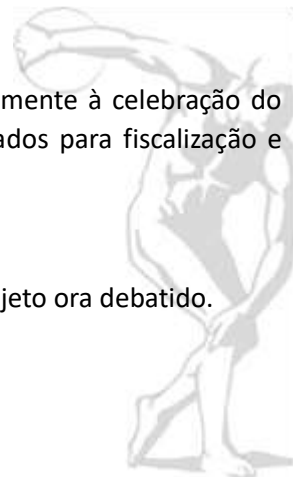 mente à celebração do
ados para fiscalização e
jeto ora debatido.